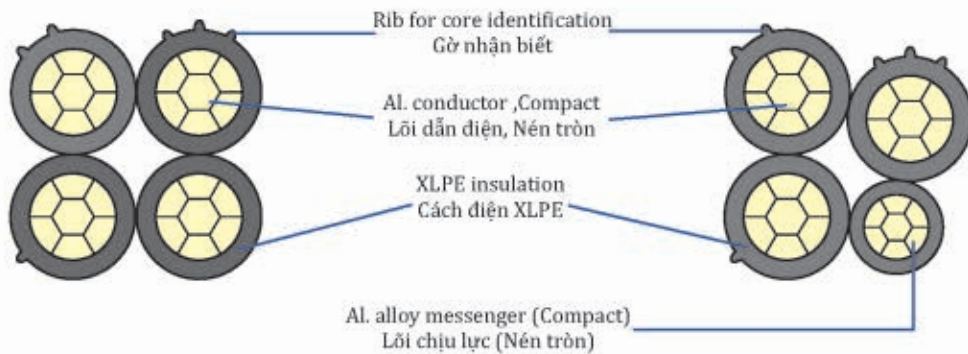 Rib for core identification
Gờ nhận biết
Al. conductor ,Compact
Lõi dẫn điện, Nén tròn
XLPE insulation
Cách điện XLPE
Al. alloy messenger (Compact)
Lõi chịu lực (Nén tròn)